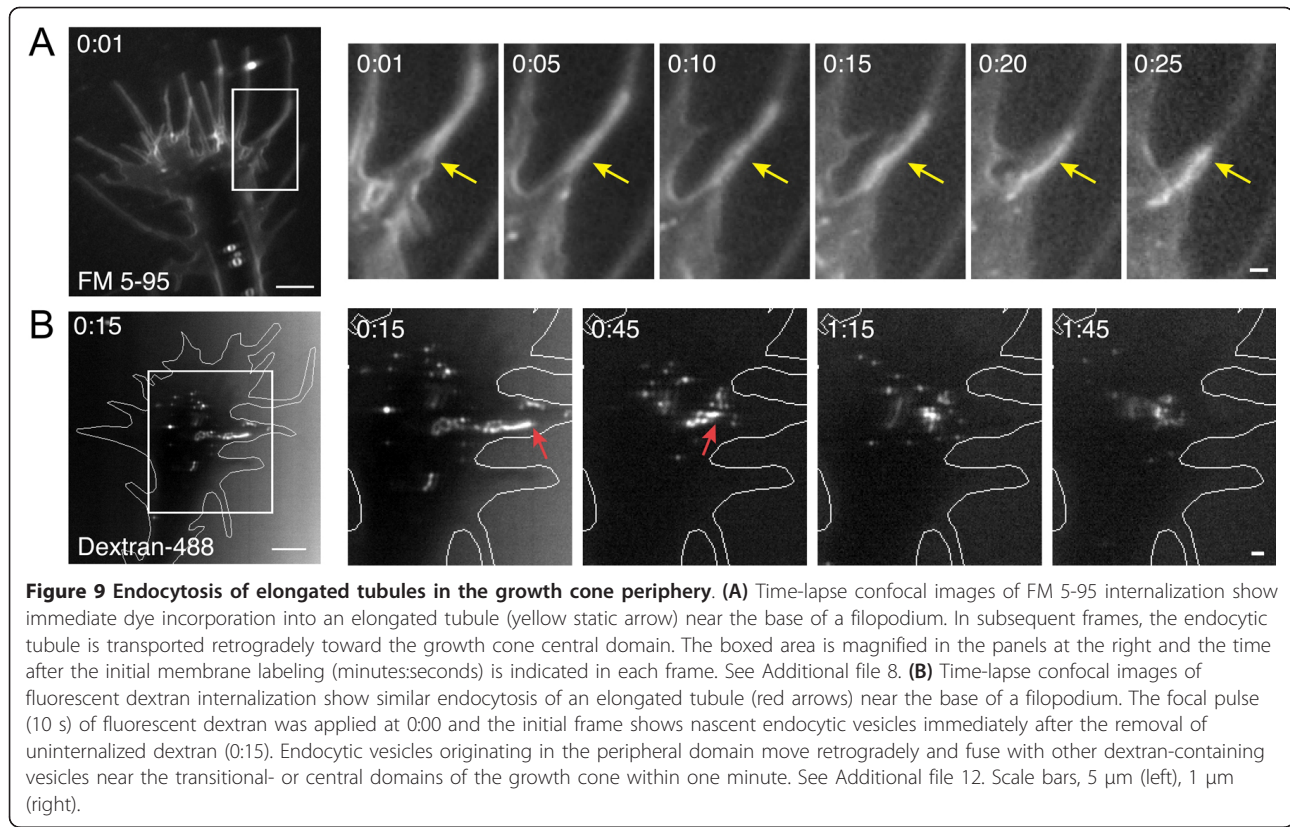 A
0:01
FM 5-95
0:01
0:05
0:10
0:15
0:20
0:25
B
0:15
Dextran-488
0:15
0:45
1:15
1:45
Figure 9 Endocytosis of elongated tubules in the growth cone periphery. (A) Time-lapse confocal images of FM 5-95 internalization show
immediate dye incorporation into an elongated tubule (yellow static arrow) near the base of a filopodium. In subsequent frames, the endocytic
tubule is transported retrogradely toward the growth cone central domain. The boxed area is magnified in the panels at the right and the time
after the initial membrane labeling (minutes:seconds) is indicated in each frame. See Additional file 8. (B) Time-lapse confocal images of
fluorescent dextran internalization show similar endocytosis of an elongated tubule (red arrows) near the base of a filopodium. The focal pulse
(10 s) of fluorescent dextran was applied at 0:00 and the initial frame shows nascent endocytic vesicles immediately after the removal of
uninternalized dextran (0:15). Endocytic vesicles originating in the peripheral domain move retrogradely and fuse with other dextran-containing
vesicles near the transitional- or central domains of the growth cone within one minute. See Additional file 12. Scale bars, 5 μm (left), 1 μm
(right).